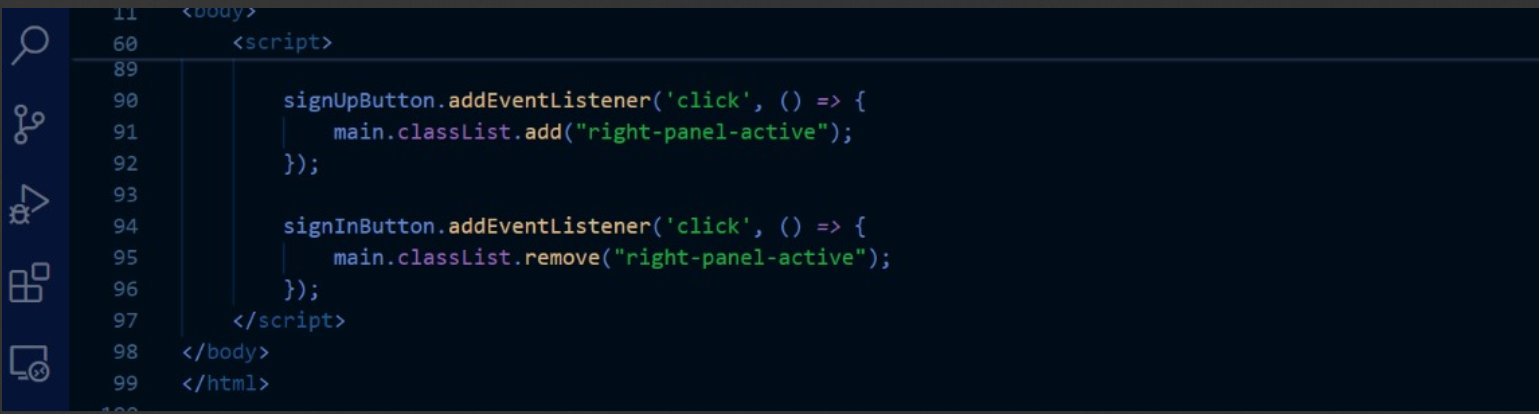 11 <body>
60 <script>
89
90 signUpButton.addEventListener('click', () => {
91 main.classList.add("right-panel-active");
92 });
93
94 signInButton.addEventListener('click', () => {
95 main.classList.remove("right-panel-active");
96 });
97 </script>
98 </body>
99 </html>
100